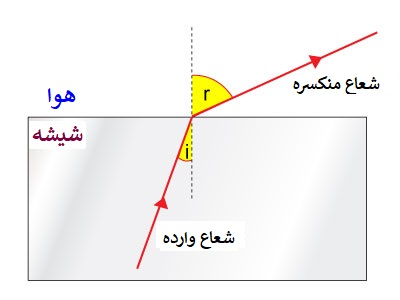 r
شعاع منکسره
هوا
شیشه
i
شعاع وارده